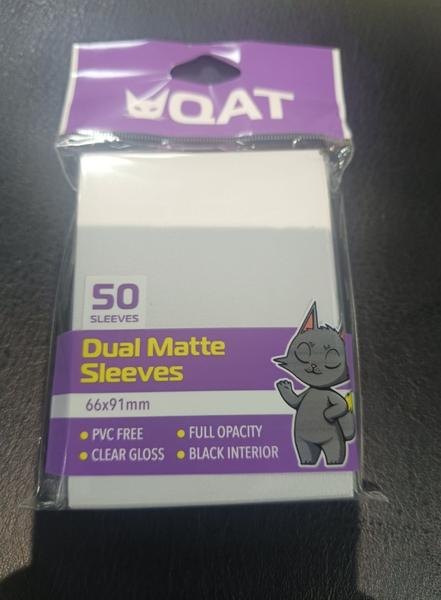 QAT
50
SLEEVES
Dual Matte
Sleeves
66x91mm
PVC FREE
FULL OPACITY
CLEAR GLOSS
BLACK INTERIOR